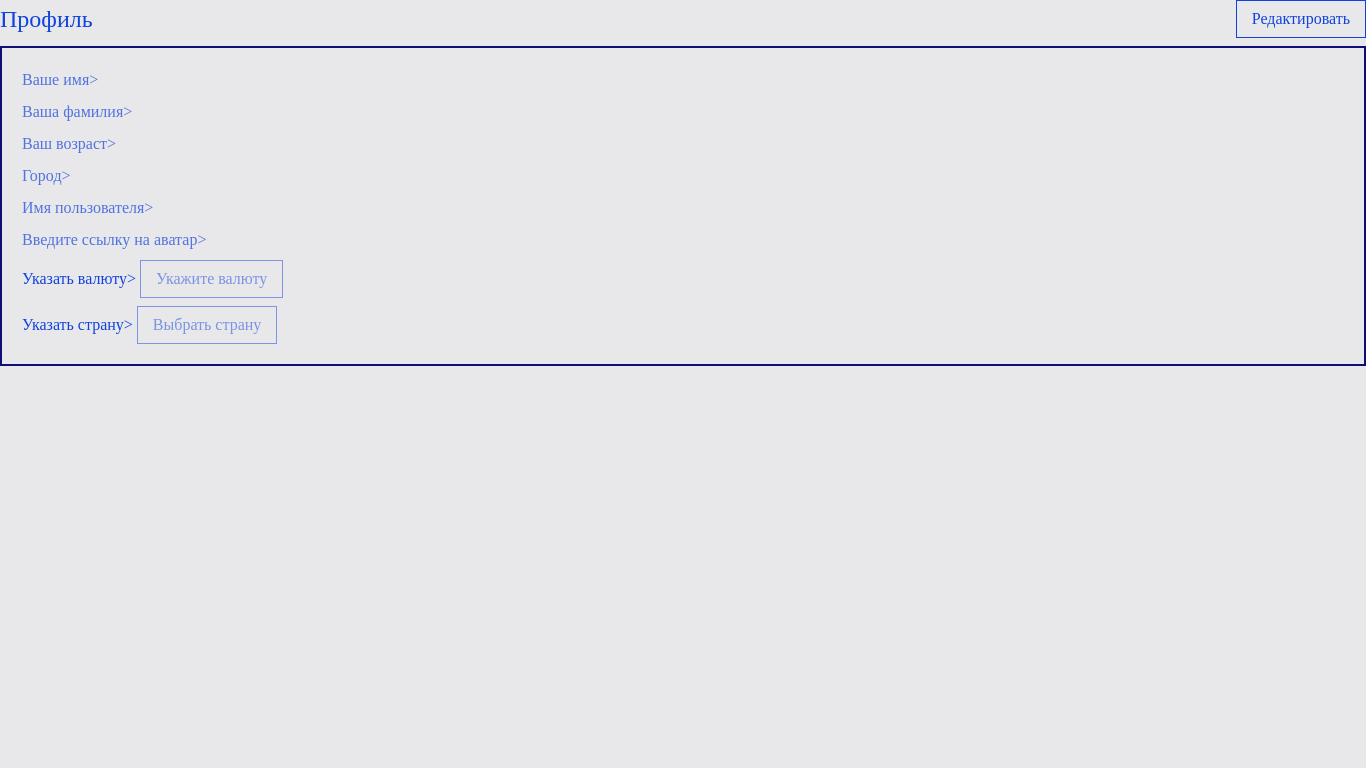 Профиль
Редактировать
Ваше имя>
Ваша фамилия>
Ваш возраст>
Город>
Имя пользователя>
Введите ссылку на аватар>
Указать валюту> Укажите валюту
Указать страну> Выбрать страну